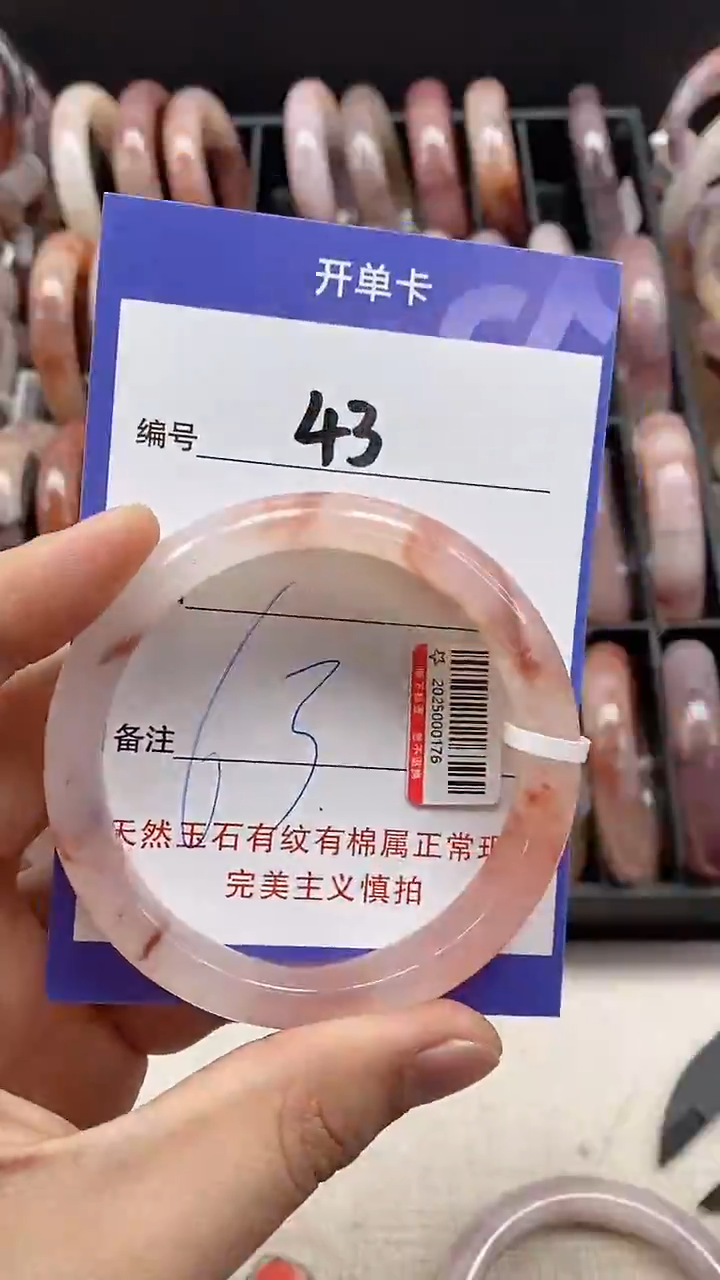 开单卡
编号 43
63.
备注
2025000176
天然玉石有纹有棉属正常现
完美主义慎拍